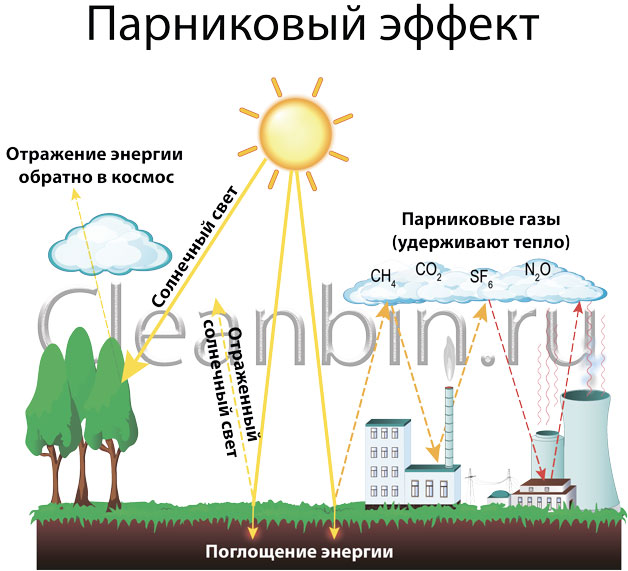 Парниковый эффект
Отражение энергии
обратно в космос
Солнечный свет
Парниковые газы
(удерживают тепло)
CH₄ CO₂ SF₆ N₂O
Cleanbin.ru
Отраженный
солнечный свет
Поглощение энергии